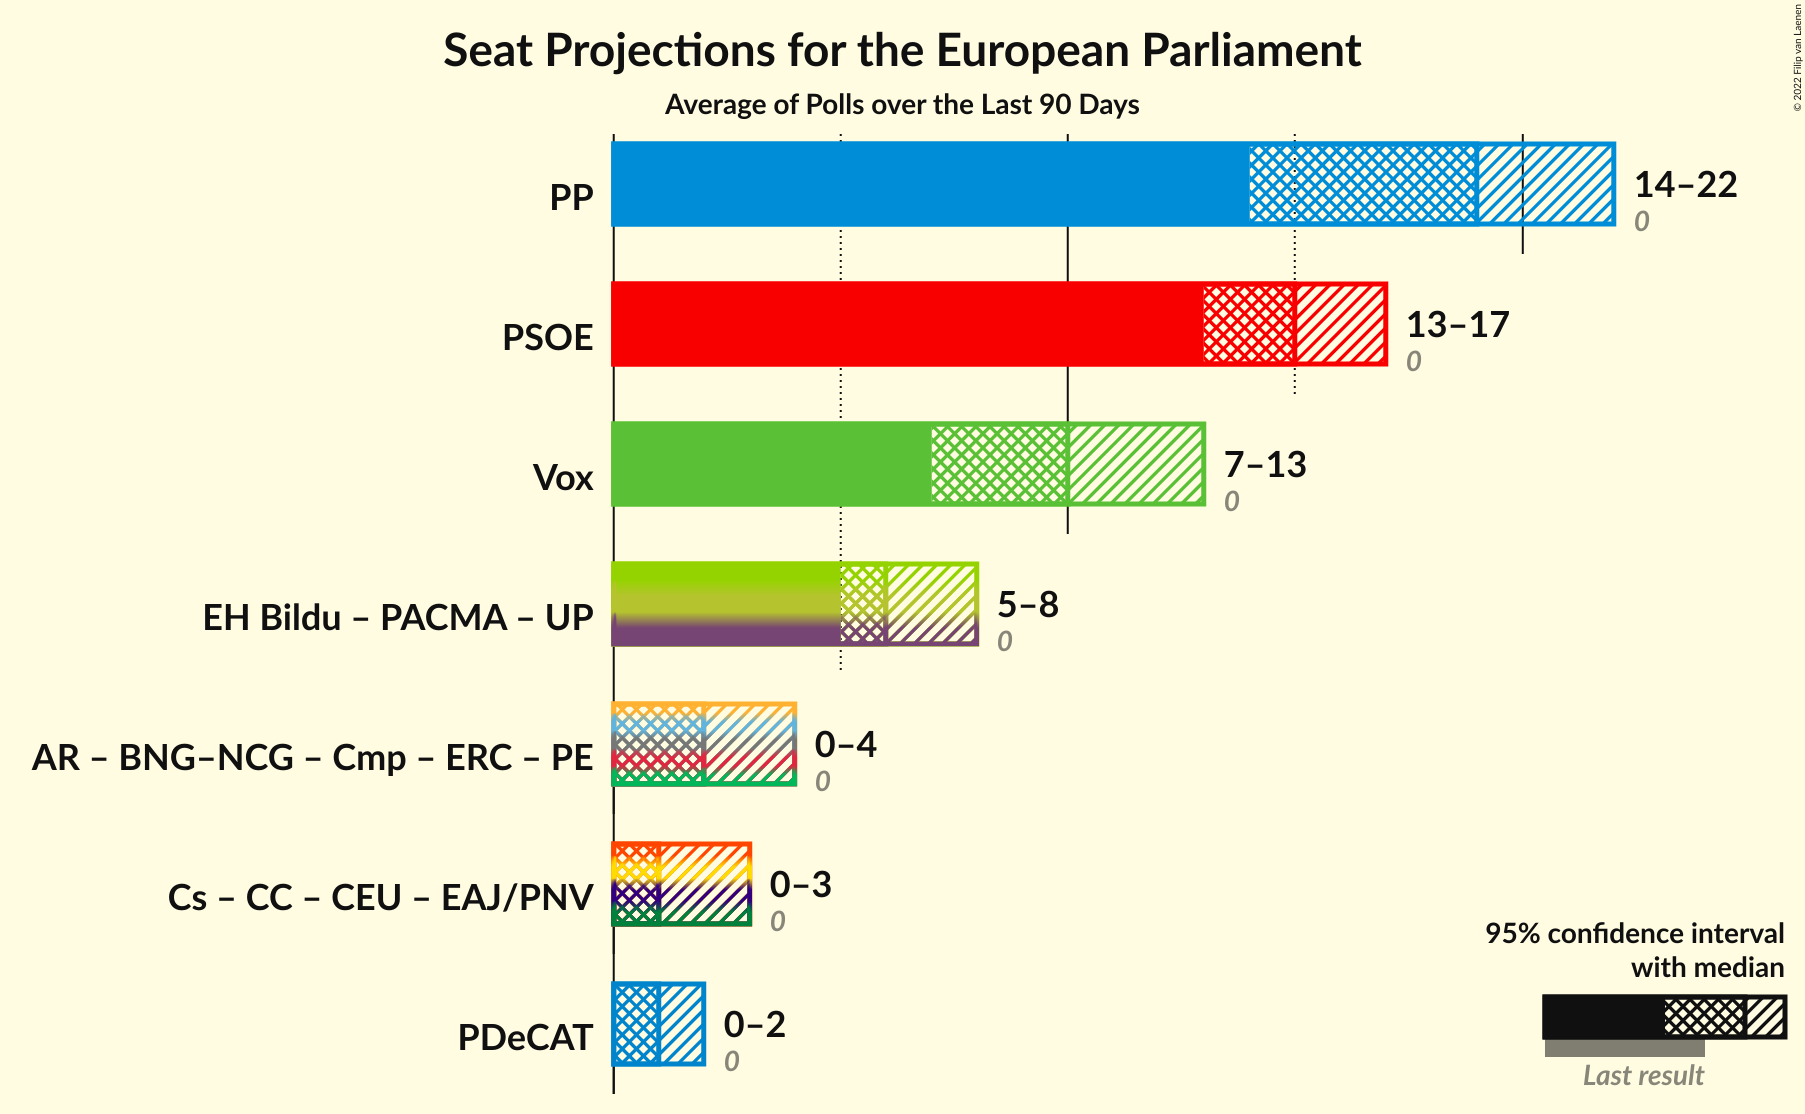 Seat Projections for the European Parliament
Average of Polls over the Last 90 Days
© 2022 Filip van Laenen
PP
14–22
0
PSOE
13–17
0
Vox
7–13
0
EH Bildu – PACMA – UP
5–8
0
AR – BNG–NCG – Cmp – ERC – PE
0–4
0
Cs – CC – CEU – EAJ/PNV
0–3
0
PDeCAT
0–2
0
95% confidence interval
with median
Last result